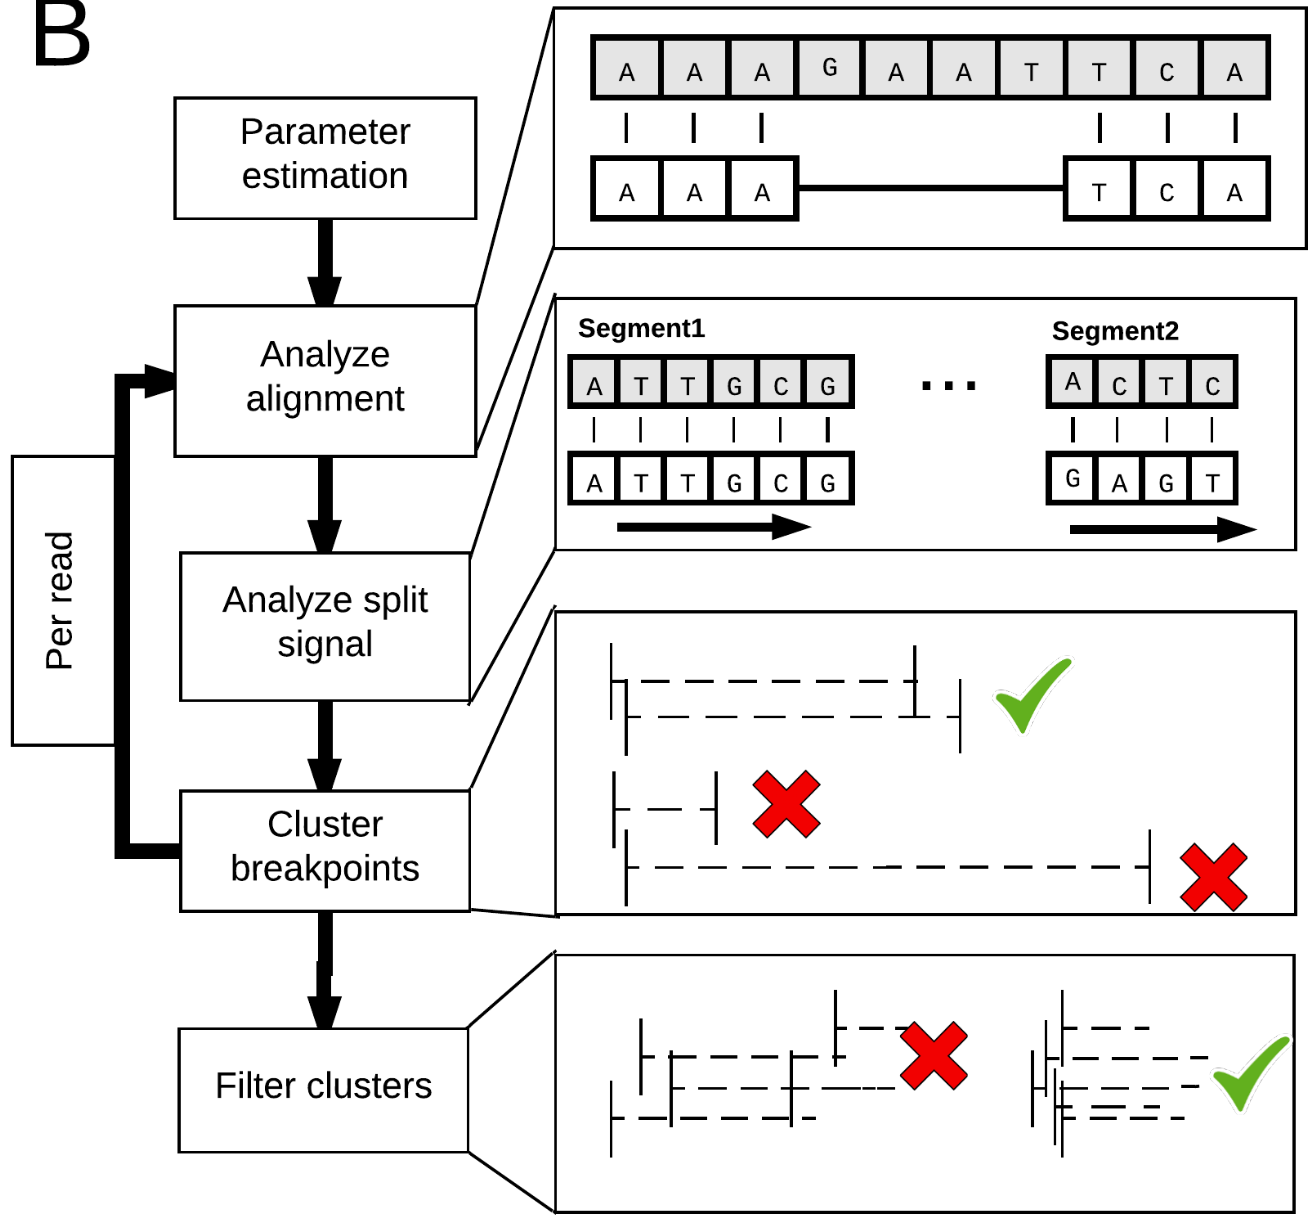 B
Parameter
estimation
Analyze
alignment
Analyze split
signal
Cluster
breakpoints
Filter clusters
Per read
A A A G A A T T C A
A A A T C A
Segment1
Segment2
A T T G C G ... A C T C
A T T G C G G A G T